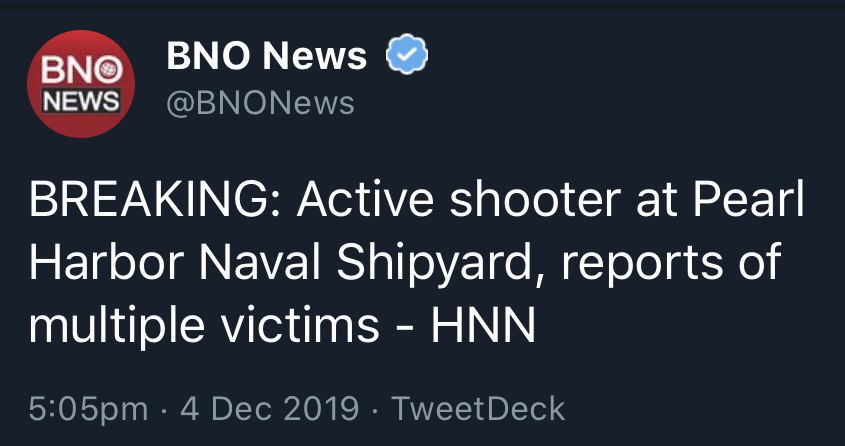 BNO
NEWS
BNO News
@BNONews
BREAKING: Active shooter at Pearl
Harbor Naval Shipyard, reports of
multiple victims - HNN
5:05pm · 4 Dec 2019 · TweetDeck